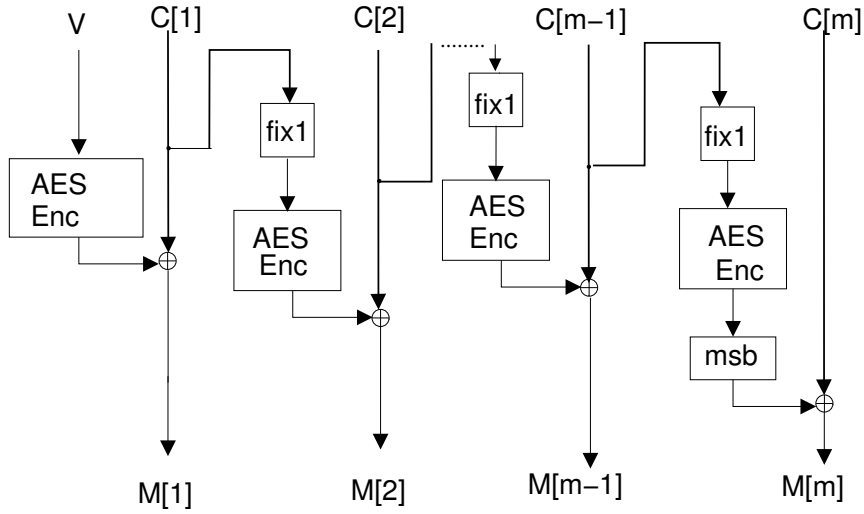 V
C[1]
C[2]
C[m−1]
C[m]
fix1
fix1
fix1
AES
Enc
AES
Enc
AES
Enc
AES
Enc
msb
M[1]
M[2]
M[m−1]
M[m]